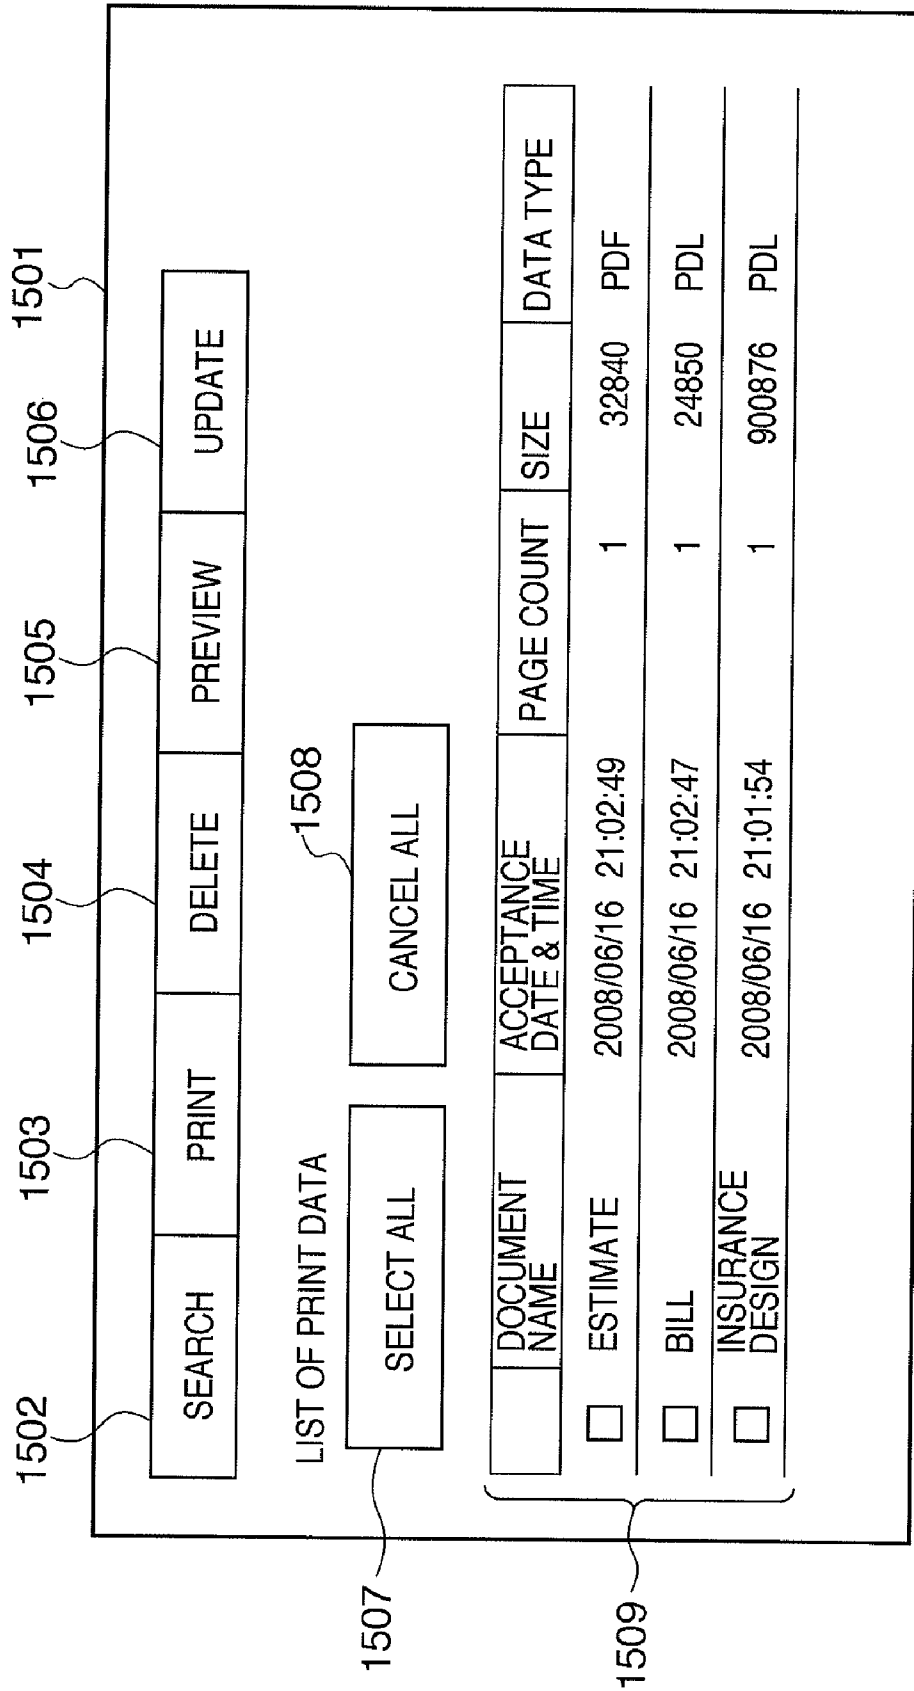 1501
1502 1503 1504 1505 1506
SEARCH PRINT DELETE PREVIEW UPDATE
LIST OF PRINT DATA
1508
SELECT ALL CANCEL ALL
1507
DOCUMENT NAME ACCEPTANCE DATE & TIME PAGE COUNT SIZE DATA TYPE
ESTIMATE 2008/06/16 21:02:49 1 32840 PDF
BILL 2008/06/16 21:02:47 1 24850 PDL
INSURANCE DESIGN 2008/06/16 21:01:54 1 900876 PDL
1509